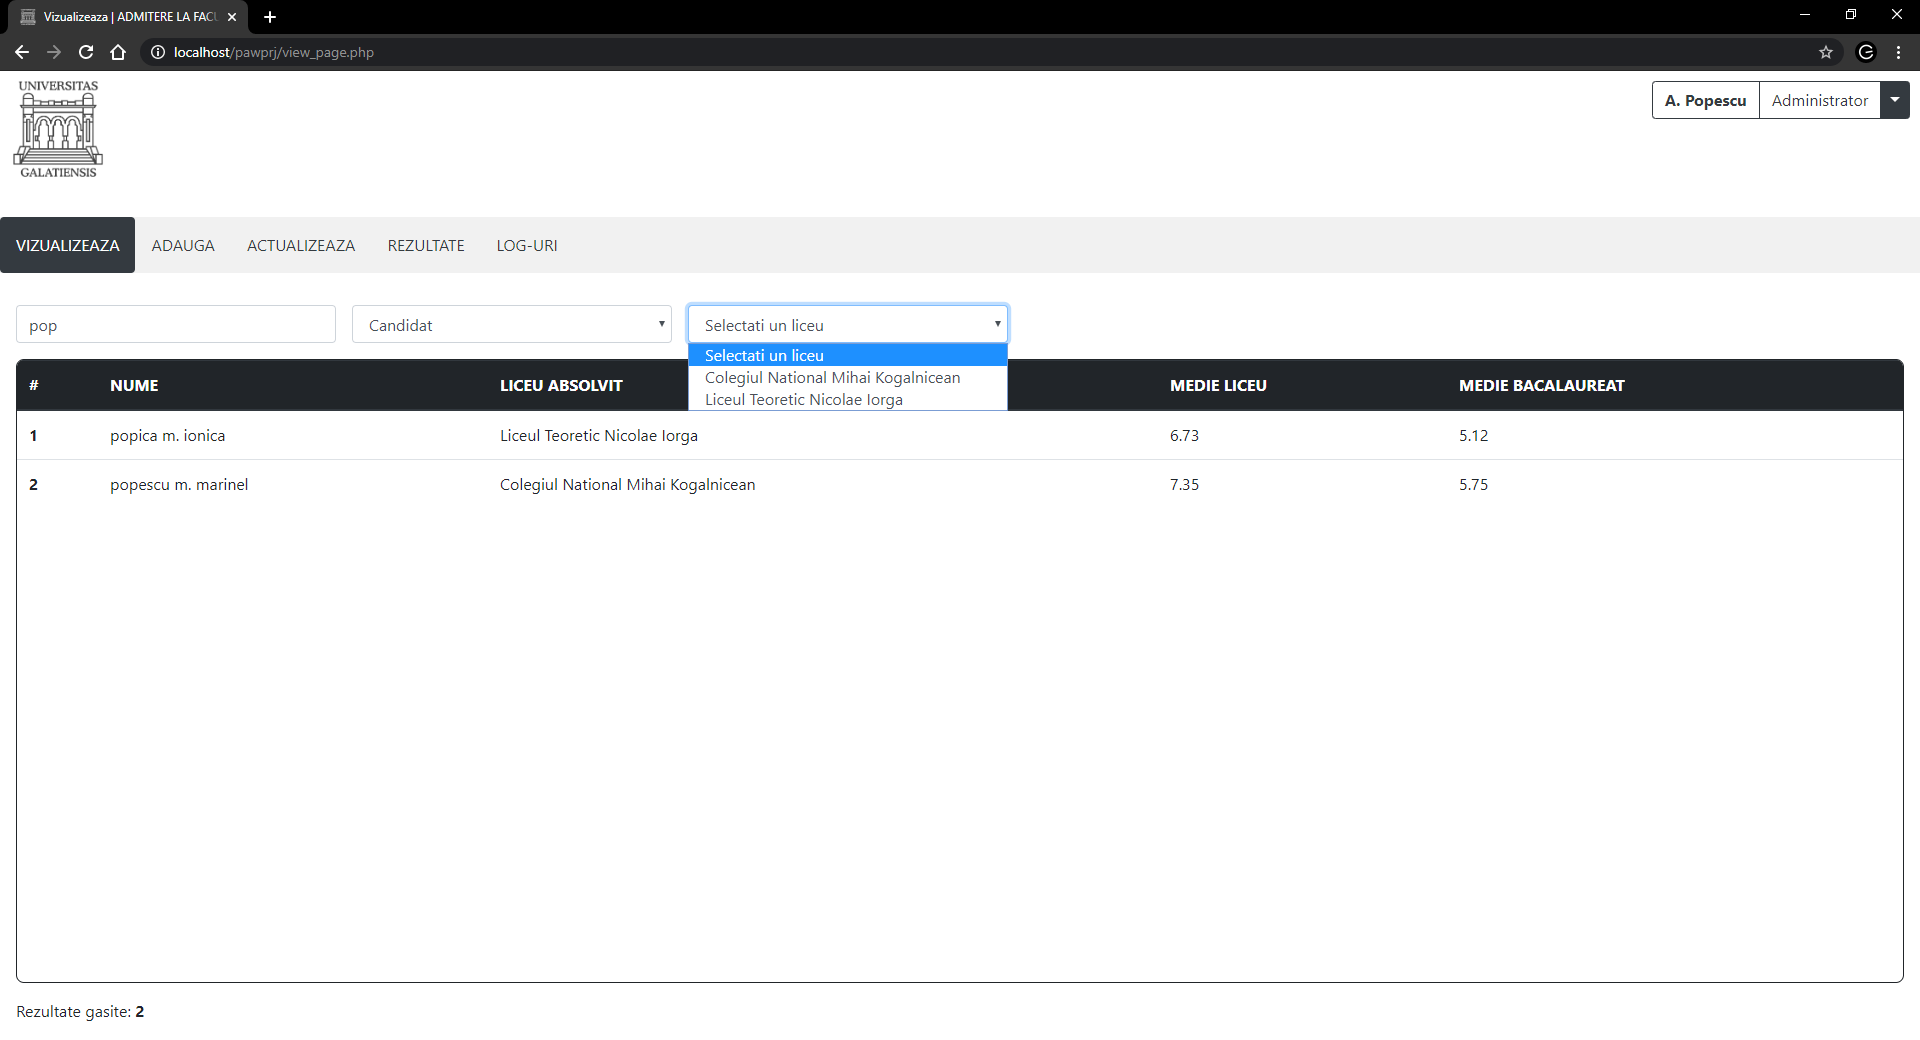 Vizualizeaza | ADMITERE LA FACU
localhost/pawprj/view_page.php
UNIVERSITAS
GALATIENSIS
A. Popescu Administrator
VIZUALIZEAZA ADAUGA ACTUALIZEAZA REZULTATE LOG-URI
pop Candidat Selectati un liceu
Selectati un liceu
Colegiul National Mihai Kogalnicean
Liceul Teoretic Nicolae Iorga
# NUME LICEU ABSOLVIT MEDIE LICEU MEDIE BACALAUREAT
1 popica m. ionica Liceul Teoretic Nicolae Iorga 6.73 5.12
2 popescu m. marinel Colegiul National Mihai Kogalnicean 7.35 5.75
Rezultate gasite: 2